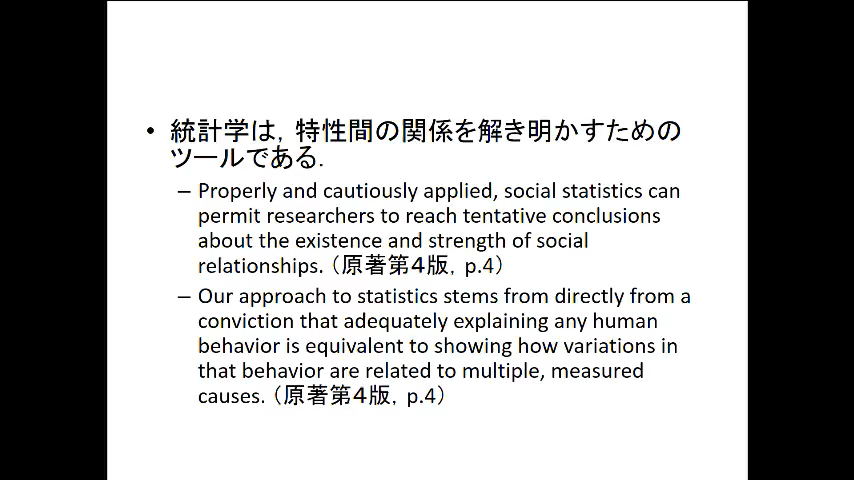 • 統計学は，特性間の関係を解き明かすための
ツールである．
– Properly and cautiously applied, social statistics can
permit researchers to reach tentative conclusions
about the existence and strength of social
relationships.（原著第４版，p.4）
– Our approach to statistics stems from directly from a
conviction that adequately explaining any human
behavior is equivalent to showing how variations in
that behavior are related to multiple, measured
causes.（原著第４版，p.4）